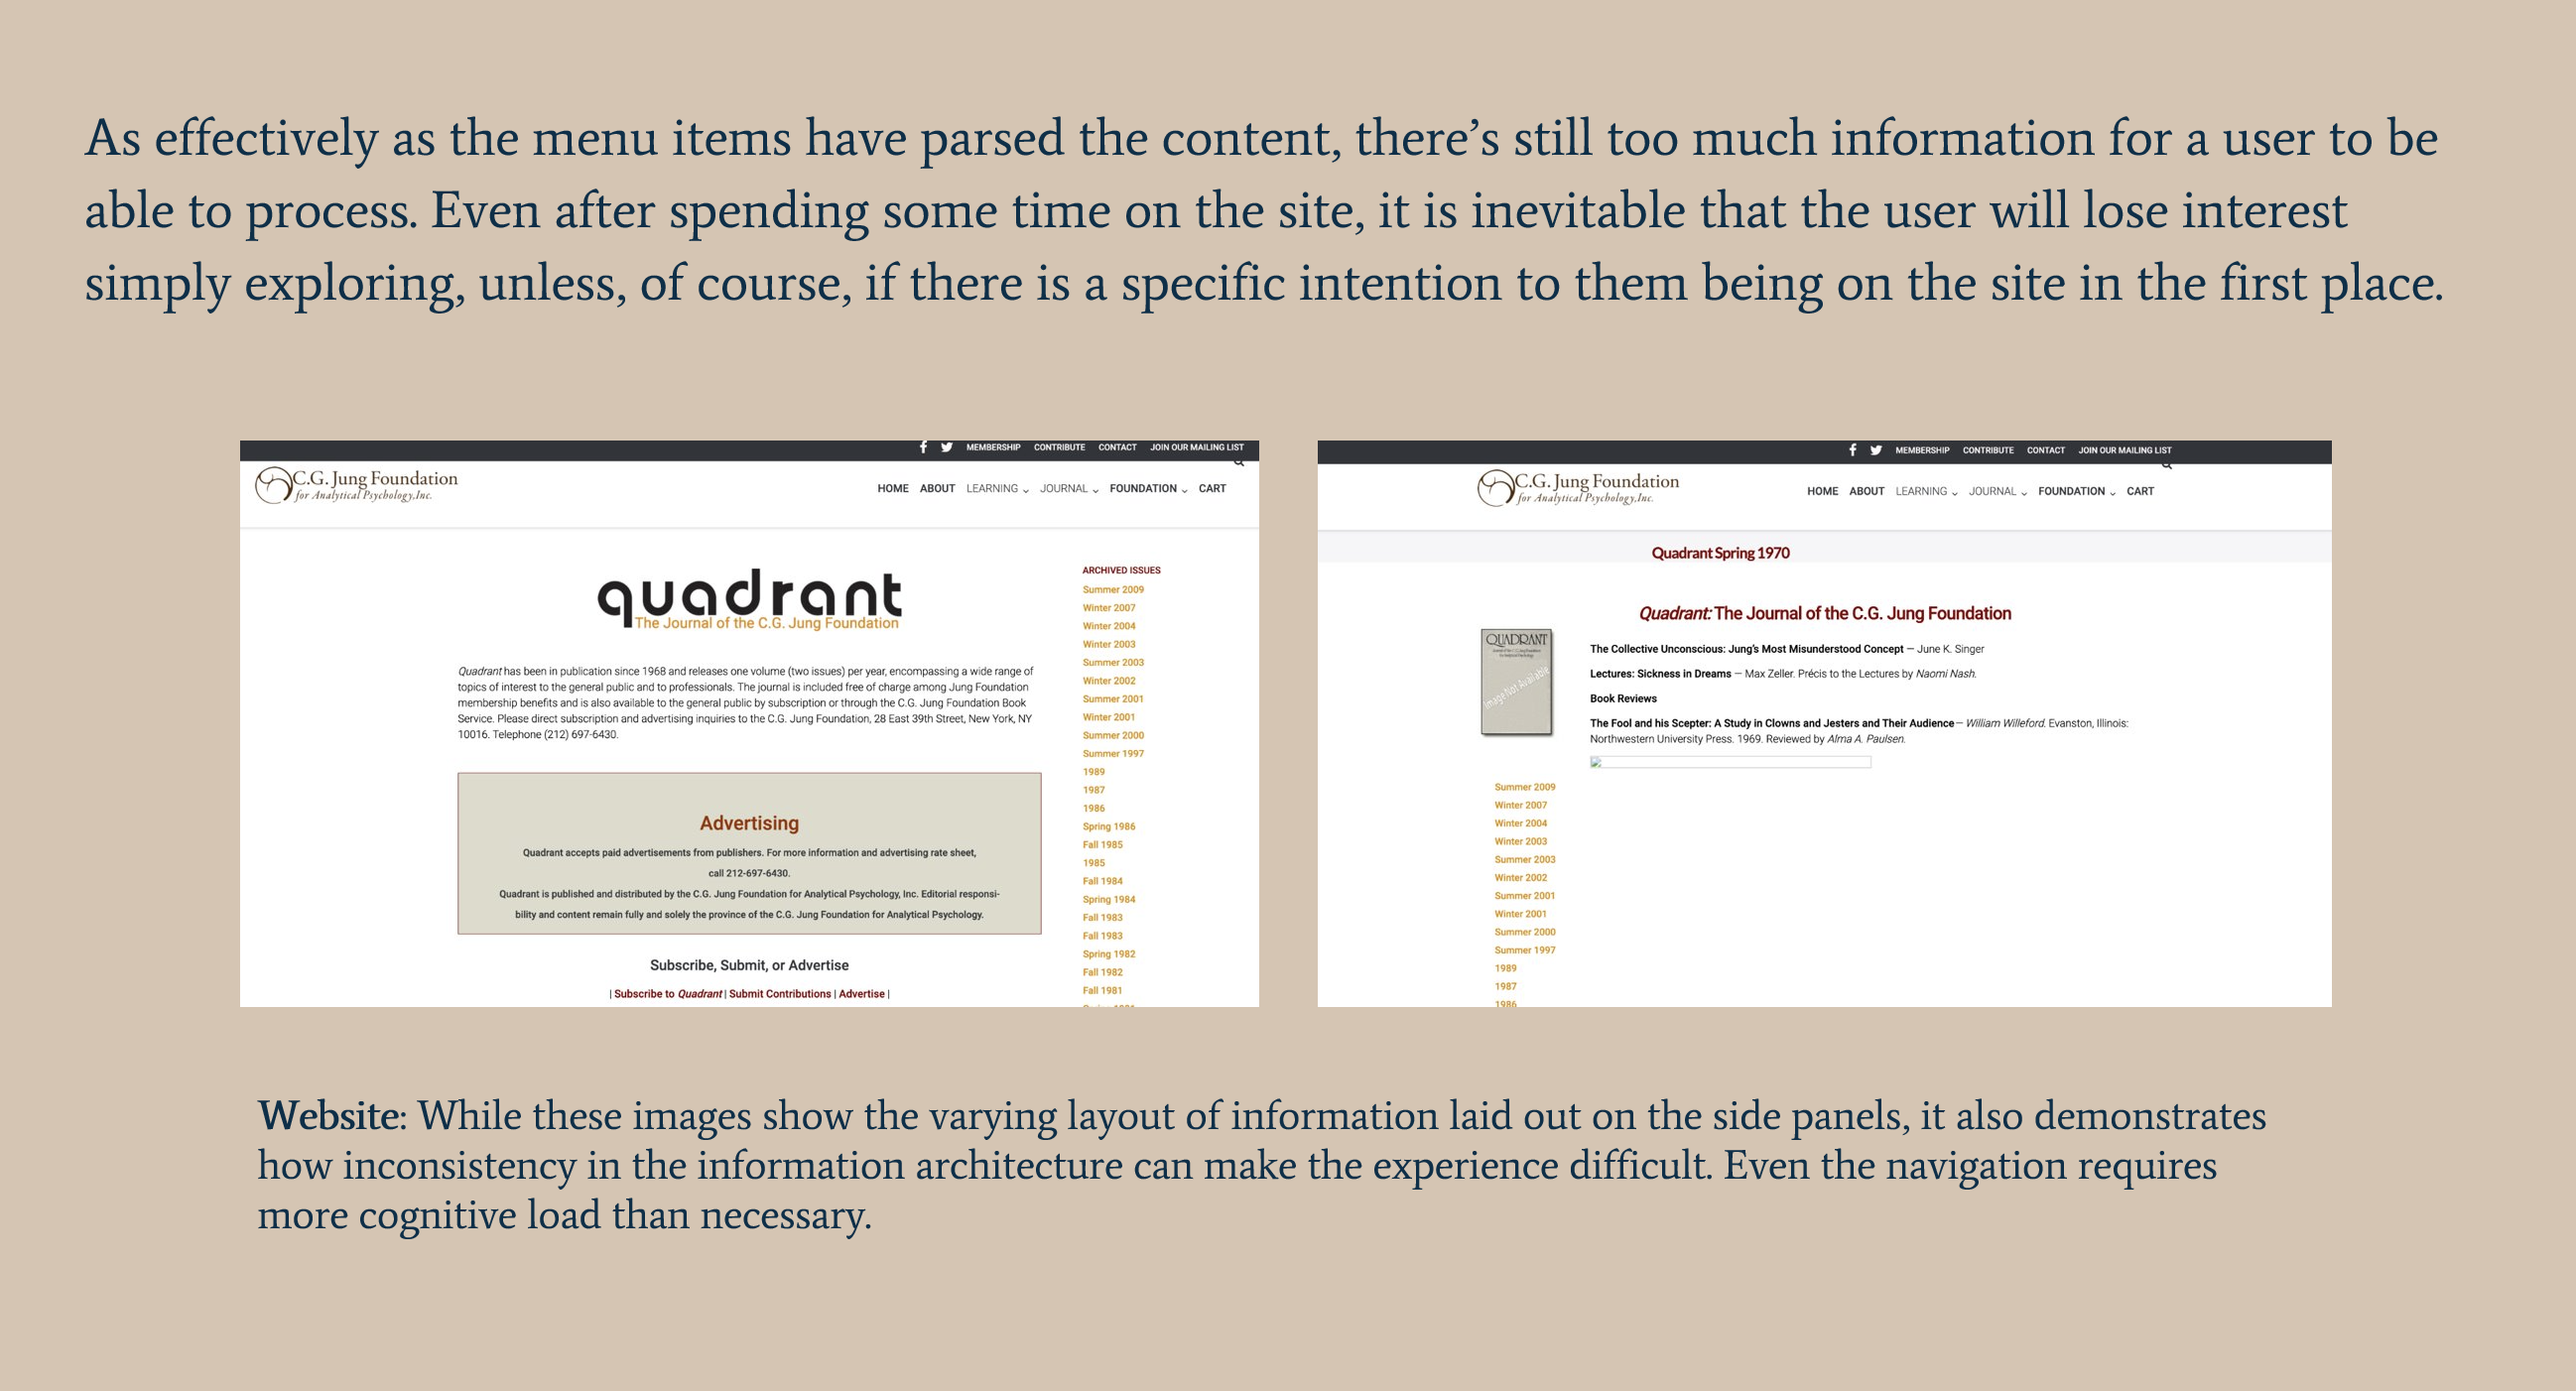 As effectively as the menu items have parsed the content, there’s still too much information for a user to be
able to process. Even after spending some time on the site, it is inevitable that the user will lose interest
simply exploring, unless, of course, if there is a specific intention to them being on the site in the first place.
MEMBERSHIP CONTRIBUTE CONTACT JOIN OUR MAILING LIST
C.G. Jung Foundation
for Analytical Psychology, Inc.
HOME ABOUT LEARNING JOURNAL FOUNDATION CART
quadrant
The Journal of the C.G. Jung Foundation
Quadrant has been in publication since 1968 and releases one volume (two issues) per year, encompassing a wide range of
topics of interest to the general public and to professionals. The journal is included free of charge among Jung Foundation
membership benefits and is also available to the general public by subscription or through the C.G. Jung Foundation Book
Service. Please direct subscription and advertising inquiries to the C.G. Jung Foundation, 28 East 39th Street, New York, NY
10016. Telephone (212) 697-6430.
Advertising
Quadrant accepts paid advertisements from publishers. For more information and advertising rate sheet,
call 212-697-6430.
Quadrant is published and distributed by the C.G. Jung Foundation for Analytical Psychology, Inc. Editorial responsi-
bility and content remain fully and solely the province of the C.G. Jung Foundation for Analytical Psychology.
Subscribe, Submit, or Advertise
| Subscribe to Quadrant | Submit Contributions | Advertise |
ARCHIVED ISSUES
Summer 2009
Winter 2007
Winter 2004
Winter 2003
Summer 2003
Winter 2002
Summer 2001
Winter 2001
Summer 2000
Summer 1997
1989
1987
1986
Spring 1986
Fall 1985
1985
Fall 1984
Spring 1984
Fall 1983
Fall 1983
Spring 1982
Fall 1982
Fall 1981
MEMBERSHIP CONTRIBUTE CONTACT JOIN OUR MAILING LIST
C.G. Jung Foundation
for Analytical Psychology, Inc.
HOME ABOUT LEARNING JOURNAL FOUNDATION CART
Quadrant Spring 1970
Quadrant: The Journal of the C.G. Jung Foundation
QUADRANT
Image Not Available
The Collective Unconscious: Jung’s Most Misunderstood Concept — June K. Singer
Lectures: Sickness in Dreams — Max Zeller. Précis to the Lectures by Naomi Nash.
Book Reviews
The Fool and his Scepter: A Study in Clowns and Jesters and Their Audience— William Willeford. Evanston, Illinois:
Northwestern University Press. 1969. Reviewed by Alma A. Paulsen.
Summer 2009
Winter 2007
Winter 2004
Winter 2003
Summer 2003
Winter 2002
Summer 2001
Winter 2001
Summer 2000
Summer 1997
1989
1987
1986
Website: While these images show the varying layout of information laid out on the side panels, it also demonstrates
how inconsistency in the information architecture can make the experience difficult. Even the navigation requires
more cognitive load than necessary.